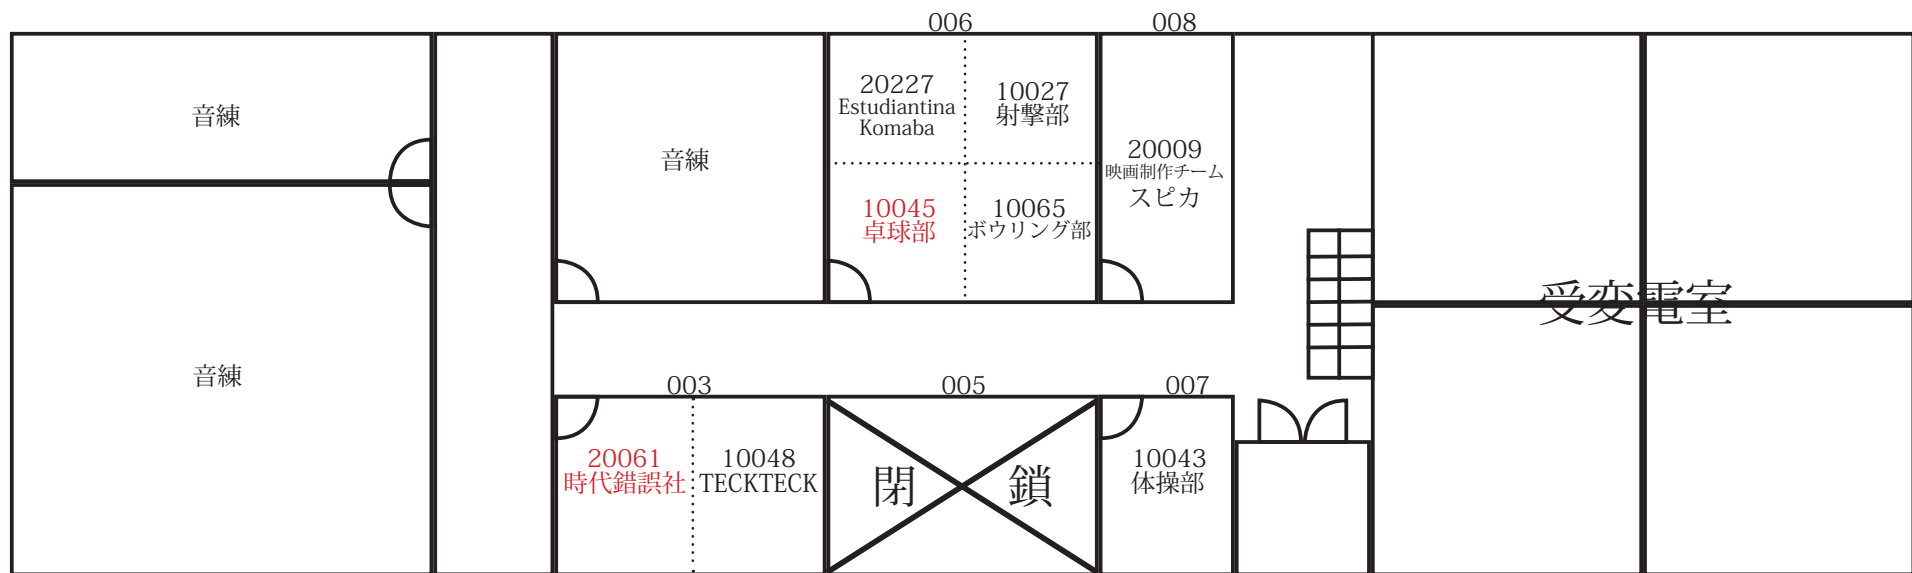 006
008
音練
音練
20227
Estudiantina
Komaba
10027
射撃部
10045
卓球部
10065
ボウリング部
20009
映画制作チーム
スピカ
受変電室
音練
003
005
007
20061
時代錯誤社
10048
TECKTECK
閉鎖
10043
体操部